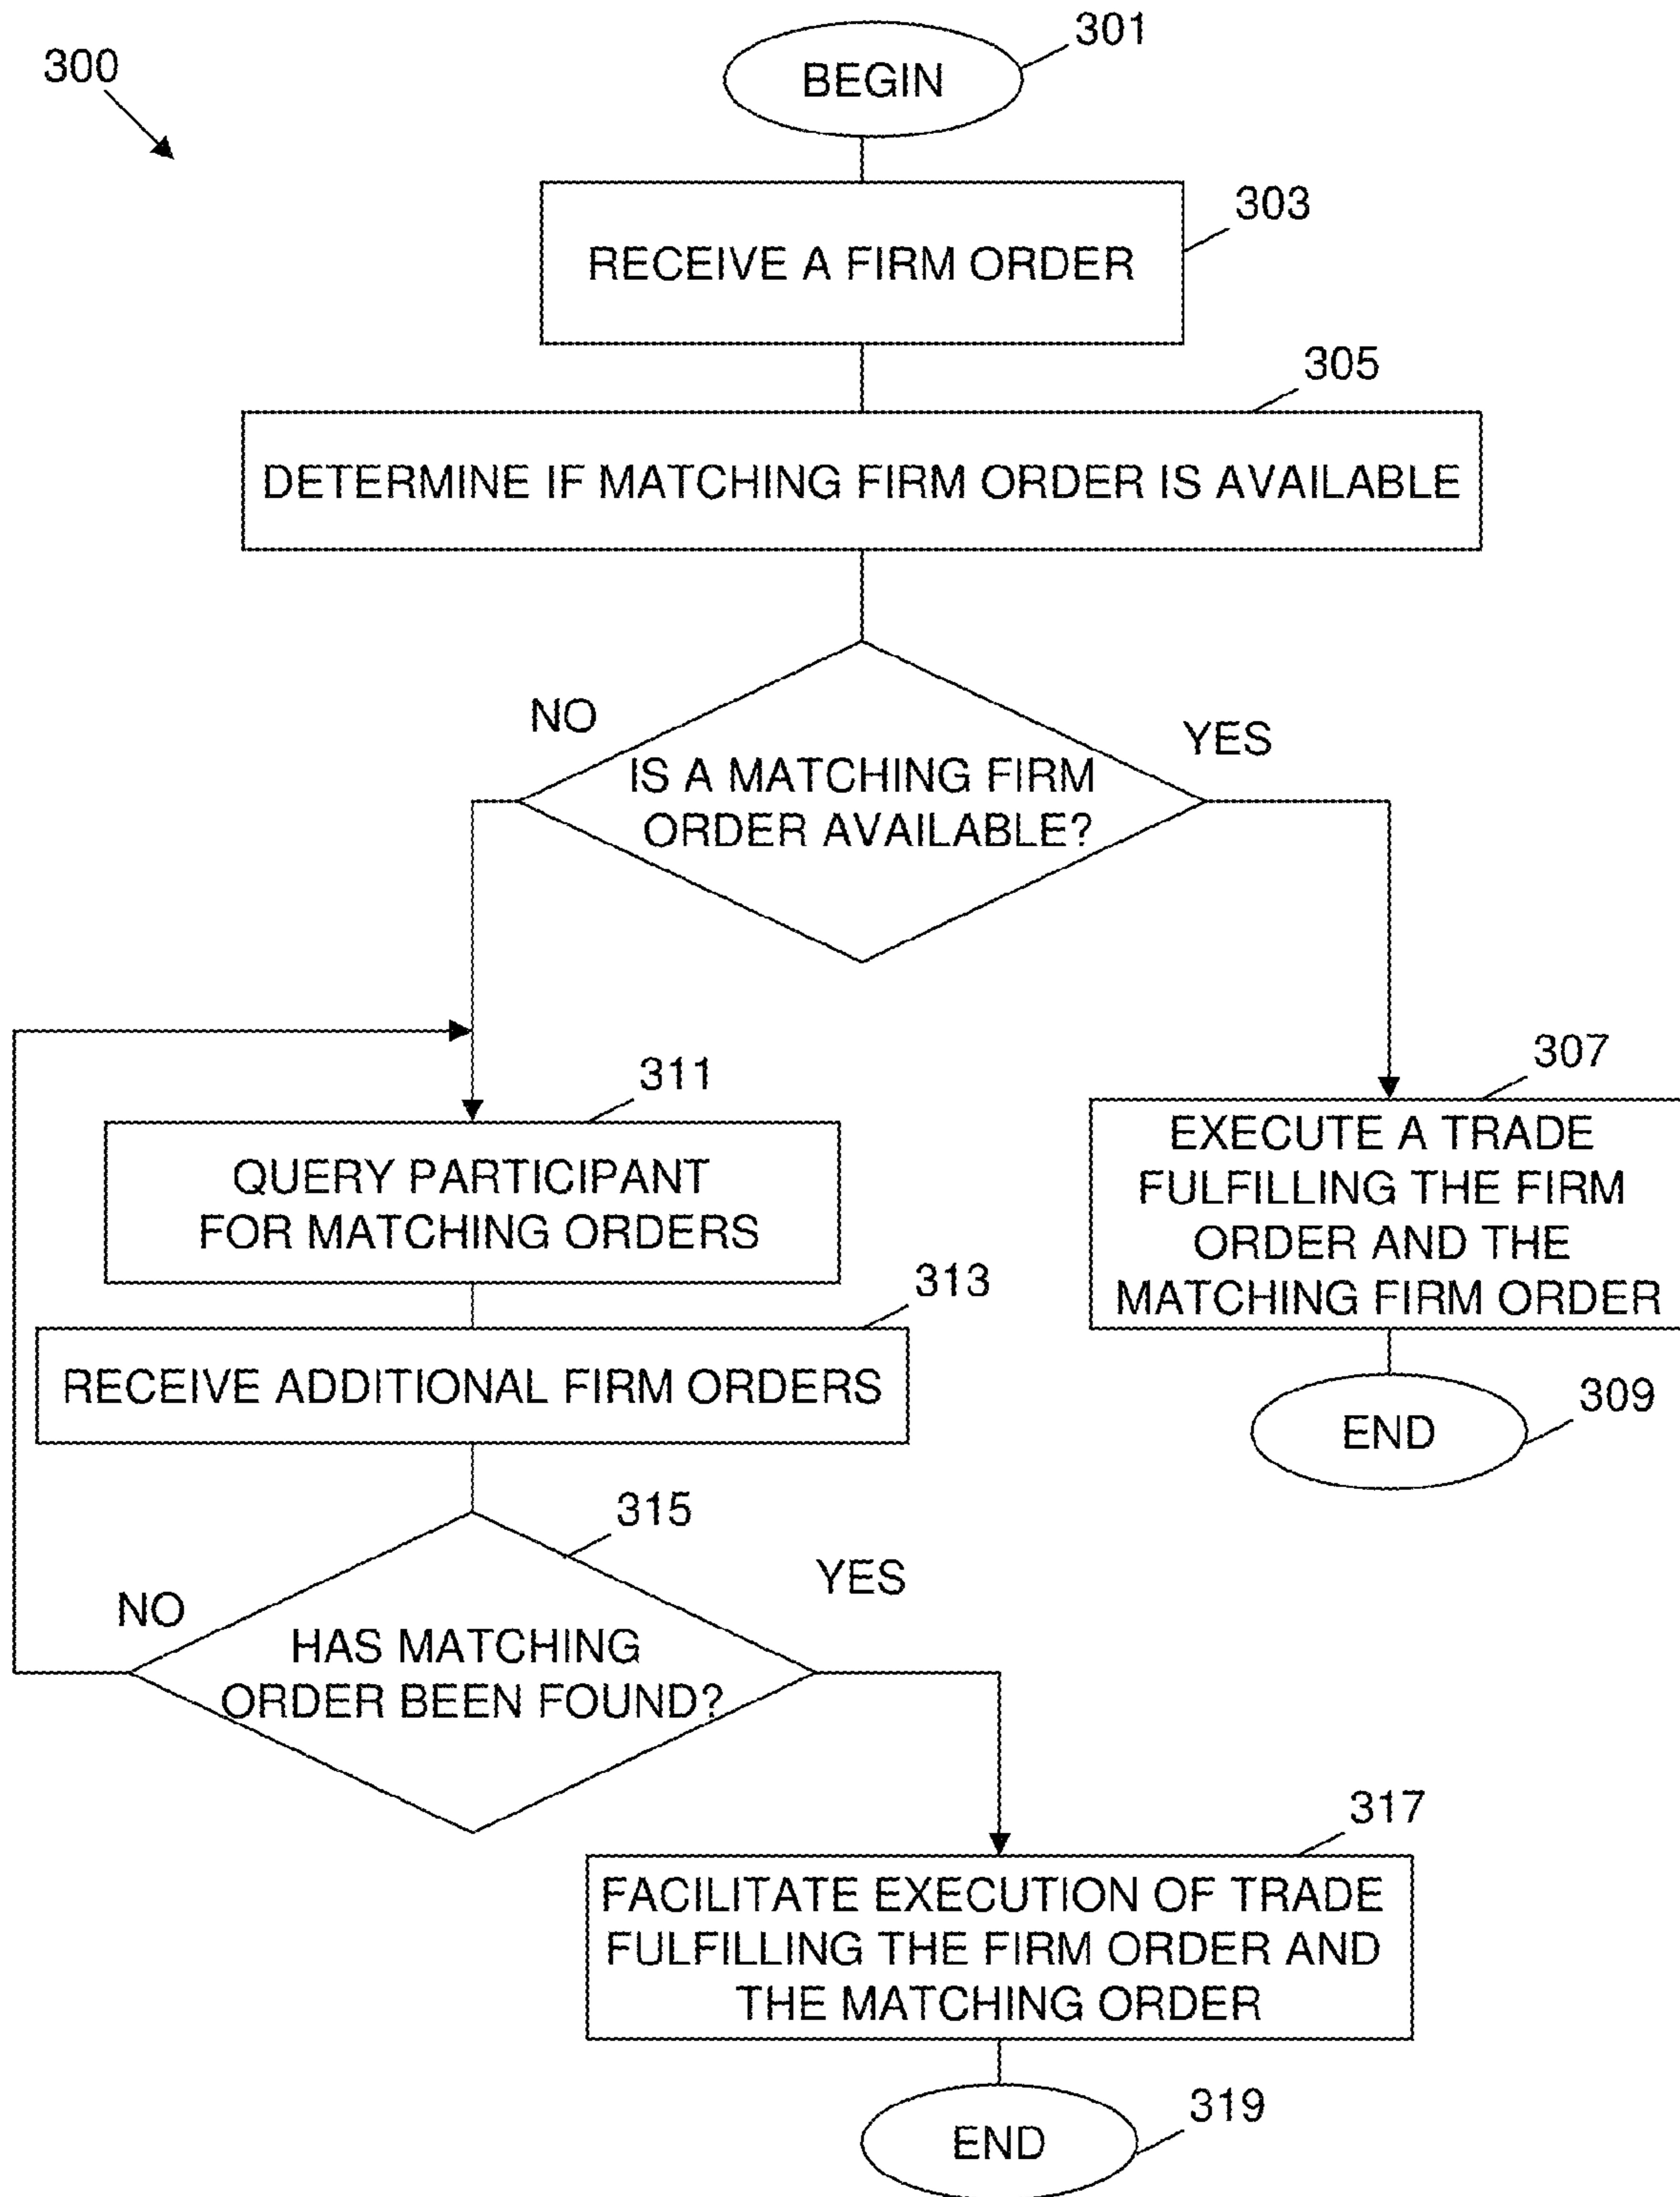 300
BEGIN
301
RECEIVE A FIRM ORDER
303
305
DETERMINE IF MATCHING FIRM ORDER IS AVAILABLE
NO
YES
IS A MATCHING FIRM
ORDER AVAILABLE?
307
EXECUTE A TRADE
FULFILLING THE FIRM
ORDER AND THE
MATCHING FIRM ORDER
END
309
311
QUERY PARTICIPANT
FOR MATCHING ORDERS
313
RECEIVE ADDITIONAL FIRM ORDERS
315
NO
YES
HAS MATCHING
ORDER BEEN FOUND?
317
FACILITATE EXECUTION OF TRADE
FULFILLING THE FIRM ORDER AND
THE MATCHING ORDER
END
319